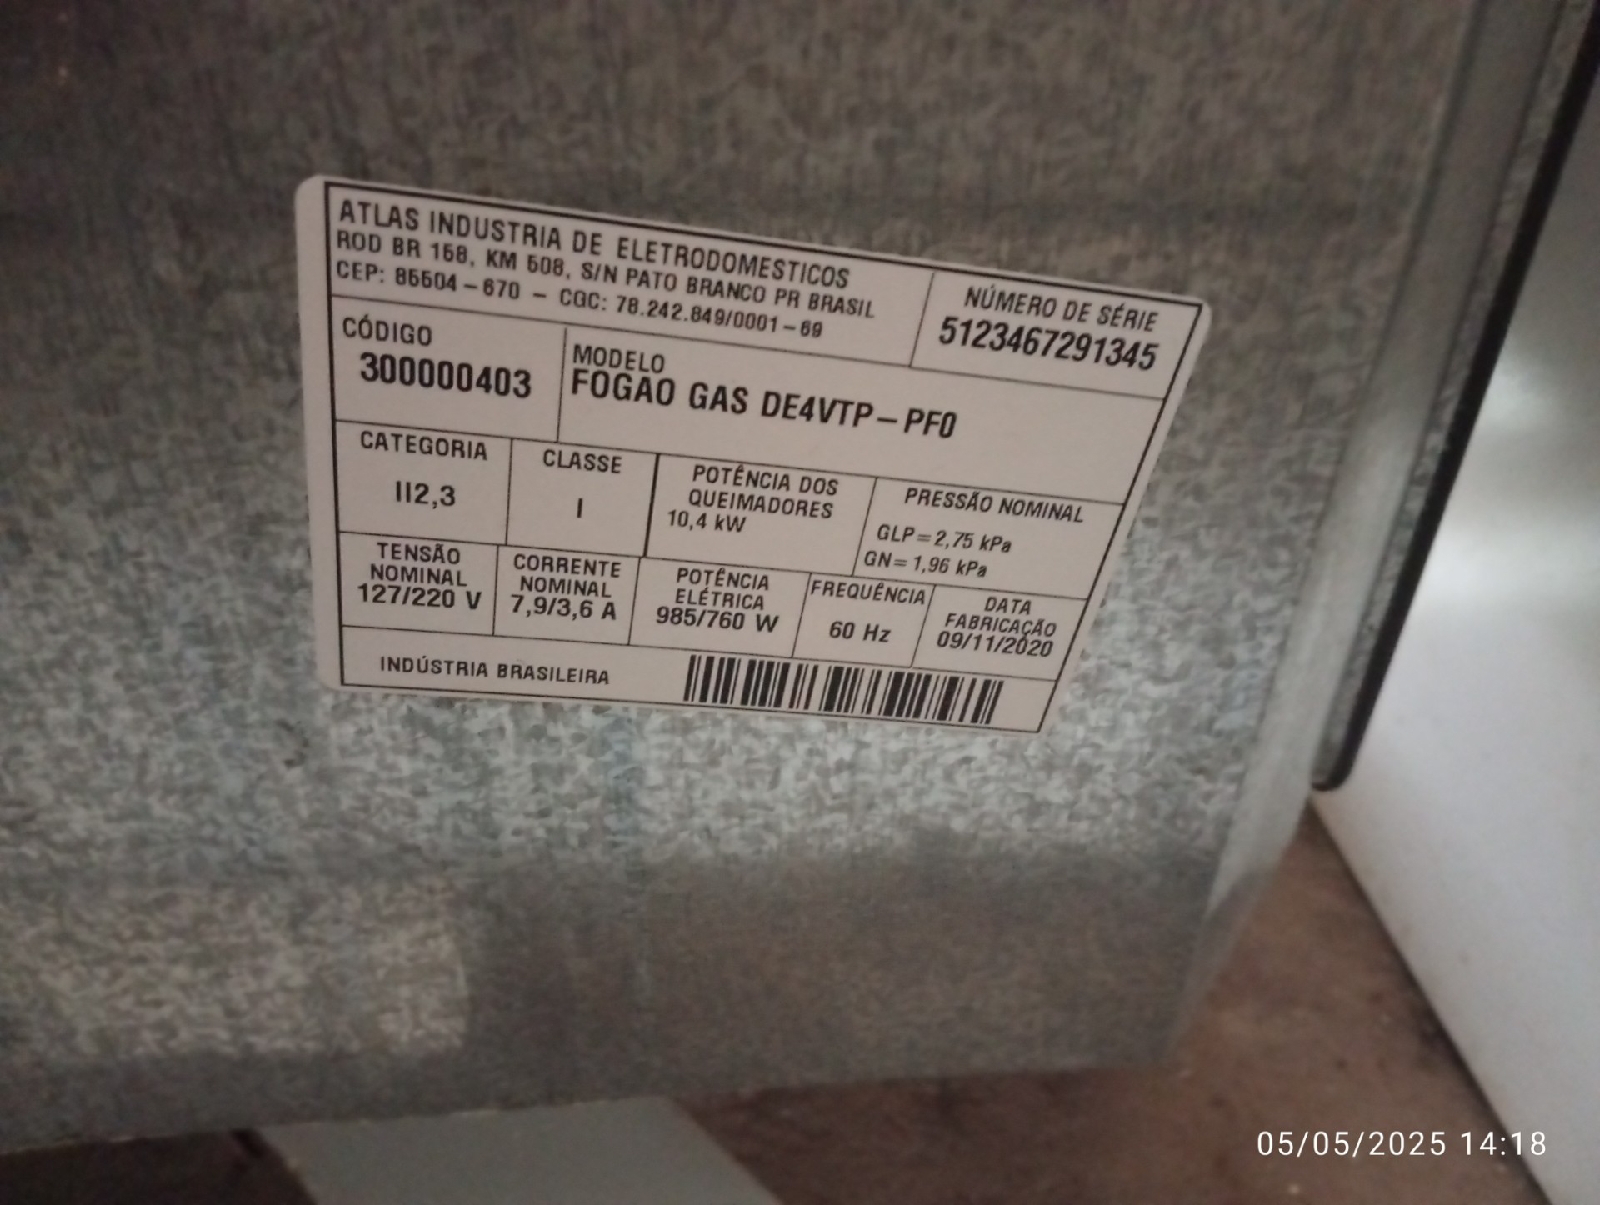 ATLAS INDUSTRIA DE ELETRODOMESTICOS
ROD BR 158, KM 508, S/N PATO BRANCO PR BRASIL
CEP: 85504-670 - CGC: 78.242.849/0001-69
NÚMERO DE SÉRIE
5123467291345
CÓDIGO
300000403
MODELO
FOGAO GAS DE4VTP-PF0
CATEGORIA
II2,3
CLASSE
I
POTÊNCIA DOS
QUEIMADORES
10,4 kW
PRESSÃO NOMINAL
GLP=2,75 kPa
GN=1,96 kPa
TENSÃO
NOMINAL
127/220 V
CORRENTE
NOMINAL
7,9/3,6 A
POTÊNCIA
ELÉTRICA
985/760 W
FREQUÊNCIA
60 Hz
DATA
FABRICAÇÃO
09/11/2020
INDÚSTRIA BRASILEIRA
05/05/2025 14:18